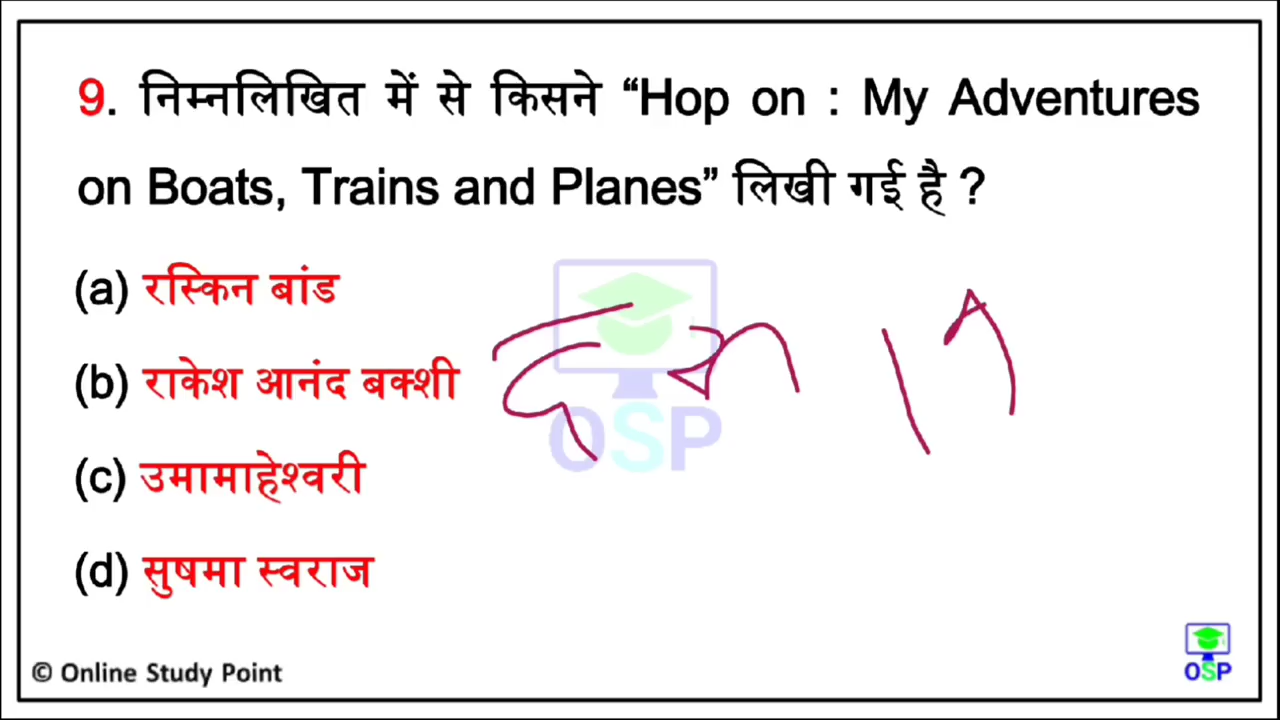 9. निम्नलिखित में से किसने “Hop on : My Adventures
on Boats, Trains and Planes” लिखी गई है ?
(a) रस्किन बांड
(b) राकेश आनंद बक्शी
(c) उमामाहेश्वरी
(d) सुषमा स्वराज
OSP
© Online Study Point
OSP